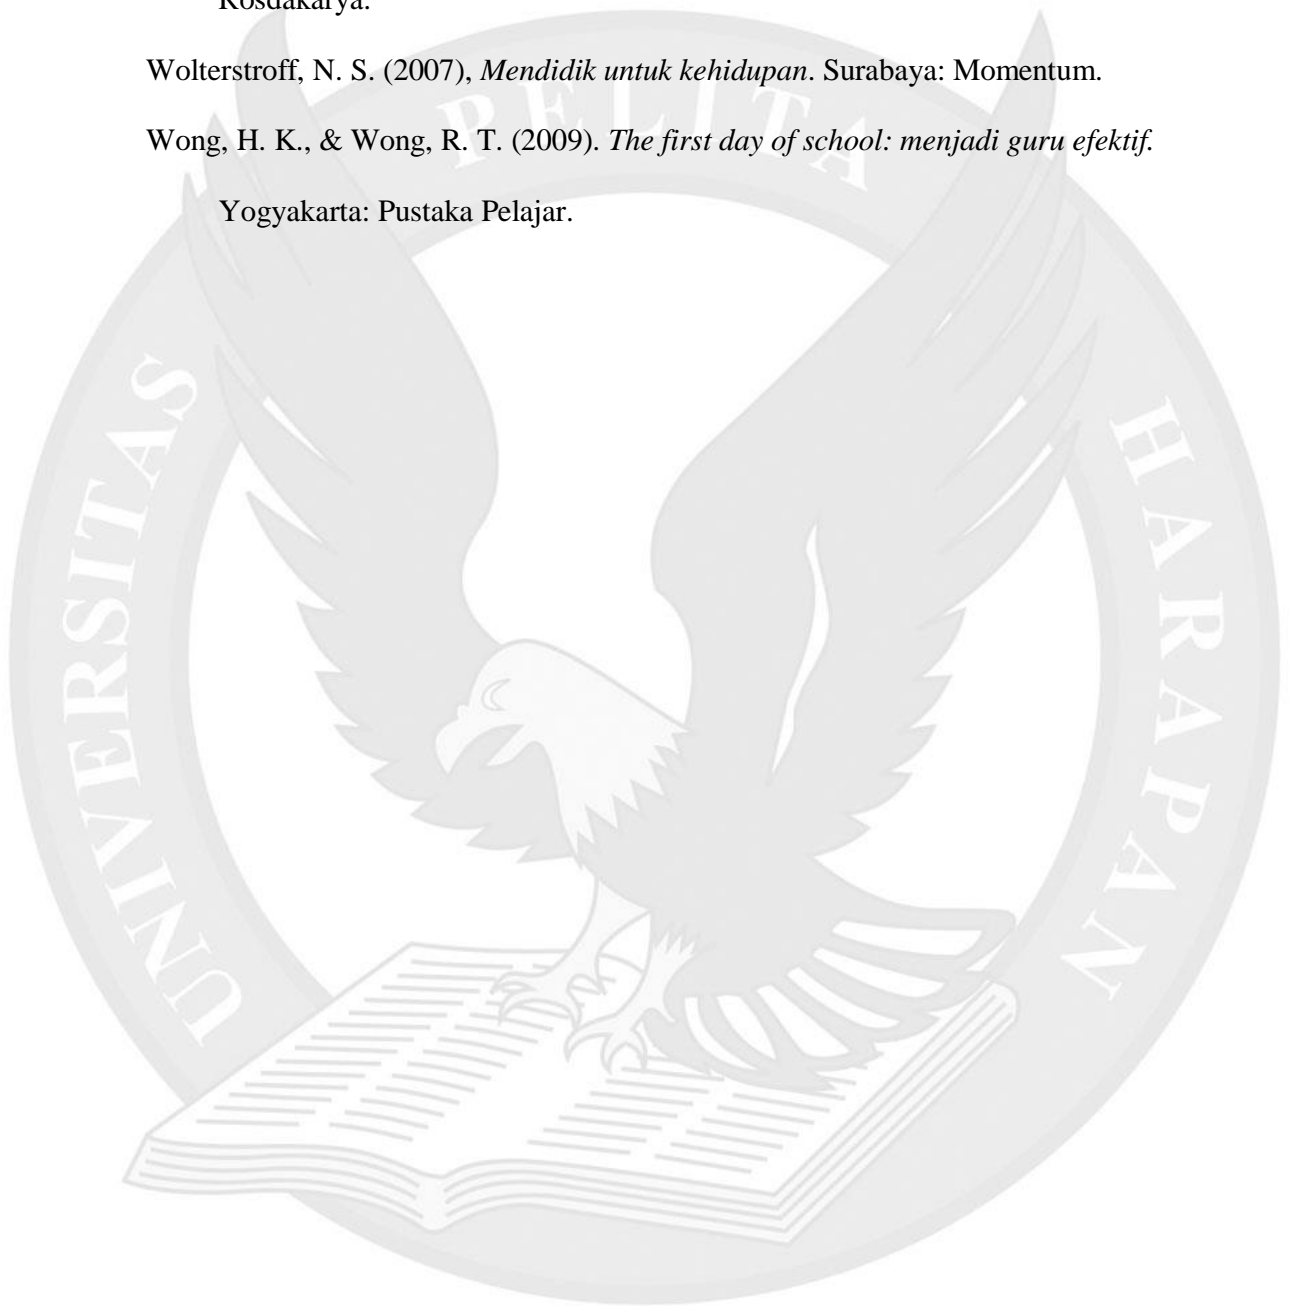 Rosdakarya.
Wolterstroff, N. S. (2007), Mendidik untuk kehidupan. Surabaya: Momentum.
Wong, H. K., & Wong, R. T. (2009). The first day of school: menjadi guru efektif.
Yogyakarta: Pustaka Pelajar.
UNIVERSITAS PELITA HARAPAN